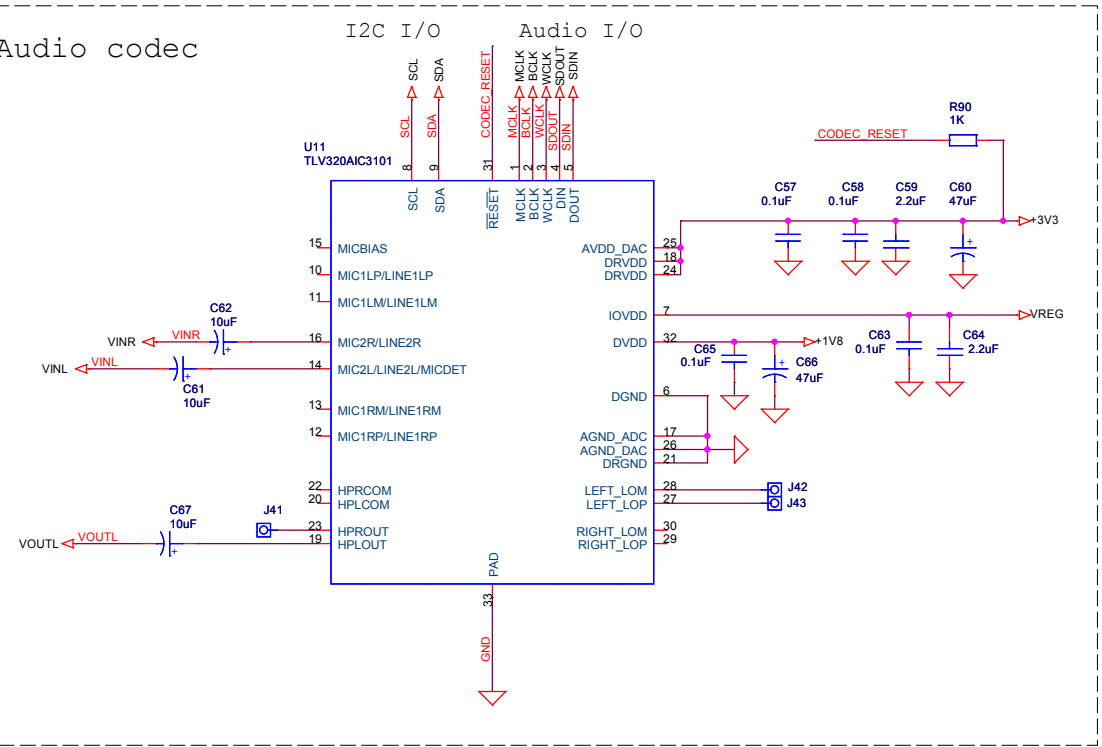 Audio codec
I2C I/O
Audio I/O
SCL
SDA
MCLK
BCLK
WCLK
SDOUT
SDIN
SCL
SDA
CODEC_RESET
MCLK
BCLK
WCLK
SDOUT
SDIN
U11
TLV320AIC3101
8
9
31
1
2
3
4
5
SCL
SDA
RESET
MCLK
BCLK
WCLK
DIN
DOUT
R90
1K
CODEC_RESET
C57
0.1uF
C58
0.1uF
C59
2.2uF
C60
47uF
+
+3V3
15 MICBIAS
10 MIC1LP/LINE1LP
11 MIC1LM/LINE1LM
C62
10uF
+
VINR VINR
16 MIC2R/LINE2R
VINL VINL
14 MIC2L/LINE2L/MICDET
+
C61
10uF
13 MIC1RM/LINE1RM
12 MIC1RP/LINE1RP
22 HPRCOM
20 HPLCOM
J41
23 HPROUT
19 HPLOUT
C67
10uF
+
VOUTL VOUTL
AVDD_DAC 25
DRVDD 18
DRVDD 24
IOVDD 7
VREG
DVDD 32
+1V8
C65
0.1uF
+
C66
47uF
C63
0.1uF
C64
2.2uF
DGND 6
AGND_ADC 17
AGND_DAC 26
DRGND 21
LEFT_LOM 28
J42
LEFT_LOP 27
J43
RIGHT_LOM 30
RIGHT_LOP 29
PAD
33
GND